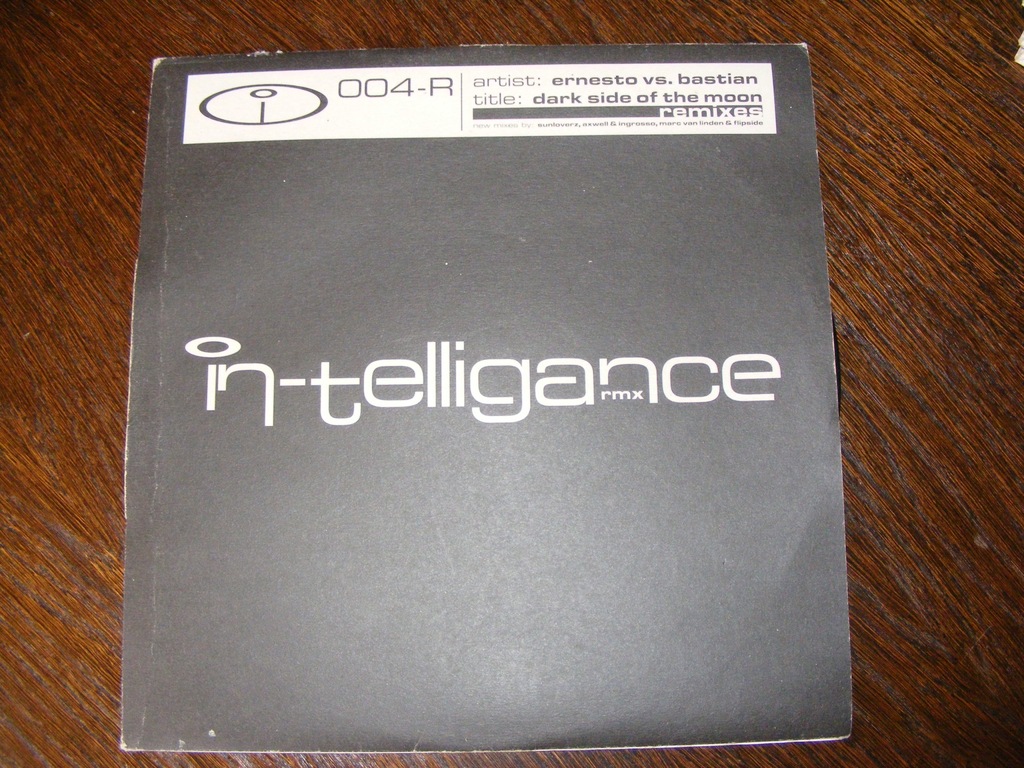 004-R
artist: ernesto vs. bastian
title: dark side of the moon
remixes
new mixes by: sunloverz, axwell & ingrosso, marc van linden & flipside
in-telligance
rmx